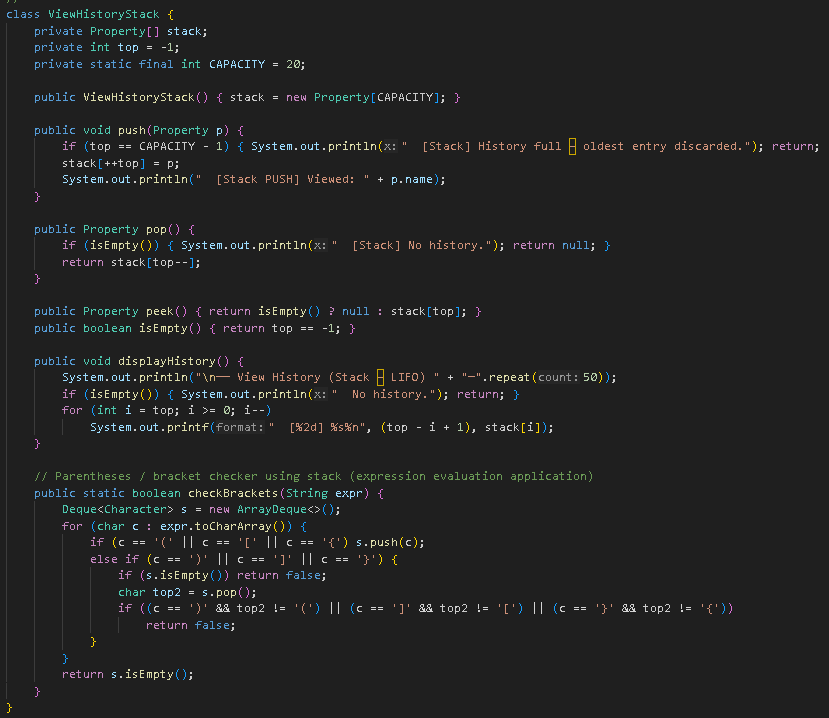 class ViewHistoryStack {
    private Property[] stack;
    private int top = -1;
    private static final int CAPACITY = 20;

    public ViewHistoryStack() { stack = new Property[CAPACITY]; }

    public void push(Property p) {
        if (top == CAPACITY - 1) { System.out.println(x: "  [Stack] History full – oldest entry discarded."); return;
        stack[++top] = p;
        System.out.println("  [Stack PUSH] Viewed: " + p.name);
    }

    public Property pop() {
        if (isEmpty()) { System.out.println(x: "  [Stack] No history."); return null; }
        return stack[top--];
    }

    public Property peek() { return isEmpty() ? null : stack[top]; }
    public boolean isEmpty() { return top == -1; }

    public void displayHistory() {
        System.out.println("\n── View History (Stack – LIFO) " + "─".repeat(count: 50));
        if (isEmpty()) { System.out.println(x: "  No history."); return; }
        for (int i = top; i >= 0; i--)
            System.out.printf(format: "  [%2d] %s%n", (top - i + 1), stack[i]);
    }

    // Parentheses / bracket checker using stack (expression evaluation application)
    public static boolean checkBrackets(String expr) {
        Deque<Character> s = new ArrayDeque<>();
        for (char c : expr.toCharArray()) {
            if (c == '(' || c == '[' || c == '{') s.push(c);
            else if (c == ')' || c == ']' || c == '}') {
                if (s.isEmpty()) return false;
                char top2 = s.pop();
                if ((c == ')' && top2 != '(') || (c == ']' && top2 != '[') || (c == '}' && top2 != '{'))
                    return false;
            }
        }
        return s.isEmpty();
    }
}